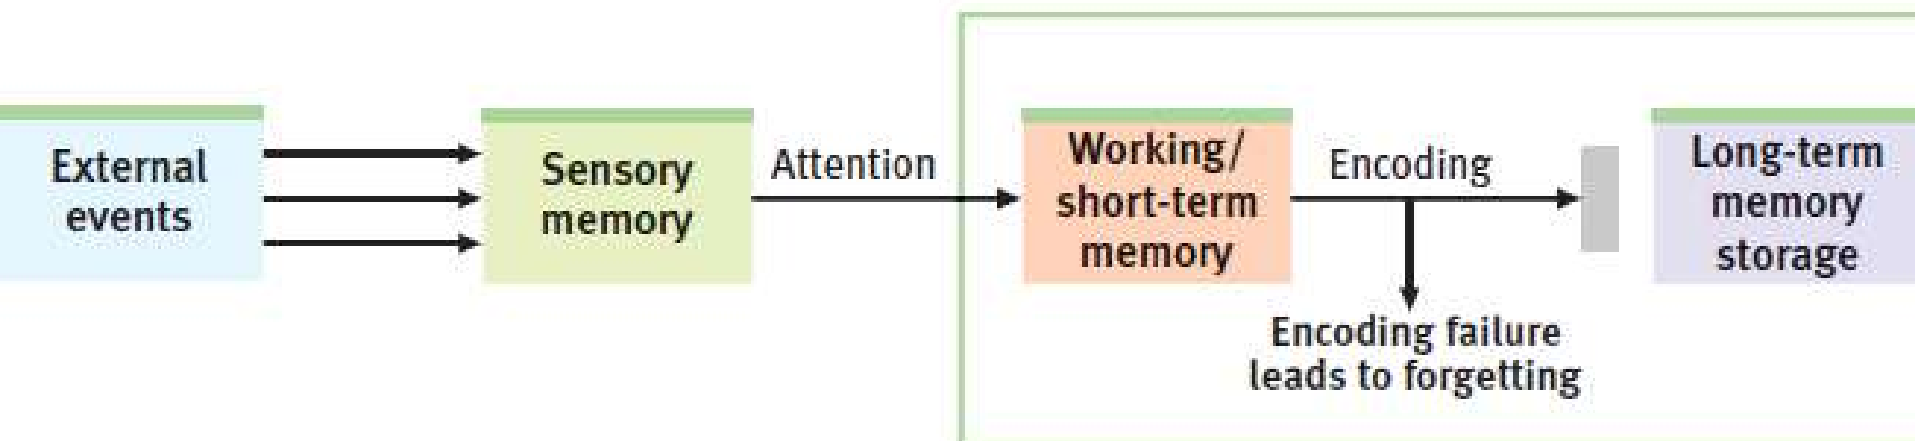 External
events
Sensory
memory
Attention
Working/
short-term
memory
Encoding
Long-term
memory
storage
Encoding failure
leads to forgetting